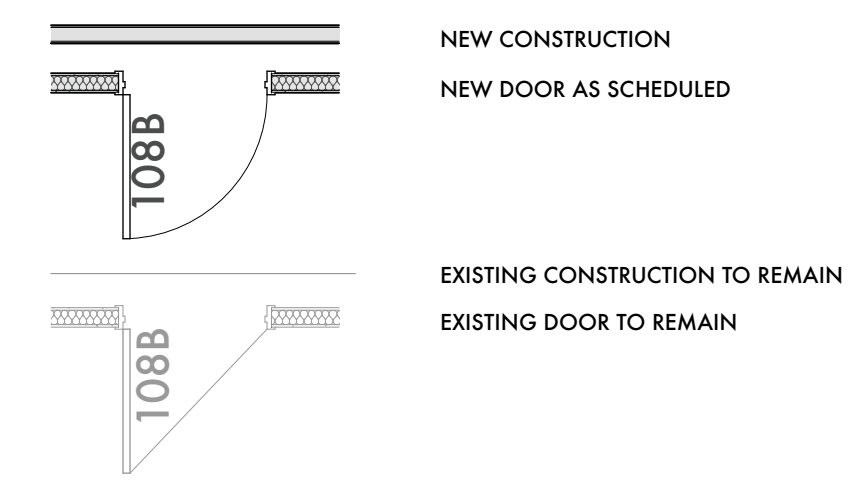 NEW CONSTRUCTION
NEW DOOR AS SCHEDULED
108B
EXISTING CONSTRUCTION TO REMAIN
EXISTING DOOR TO REMAIN
108B